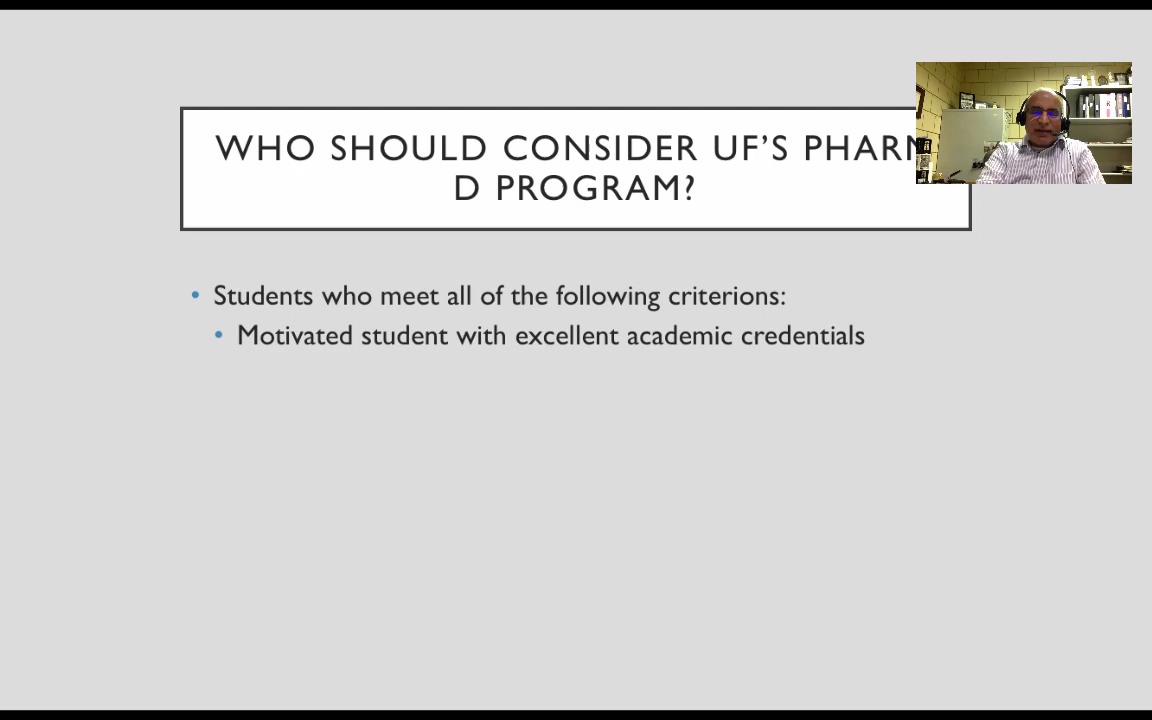 WHO SHOULD CONSIDER UF'S PHARM
D PROGRAM?
• Students who meet all of the following criterions:
• Motivated student with excellent academic credentials